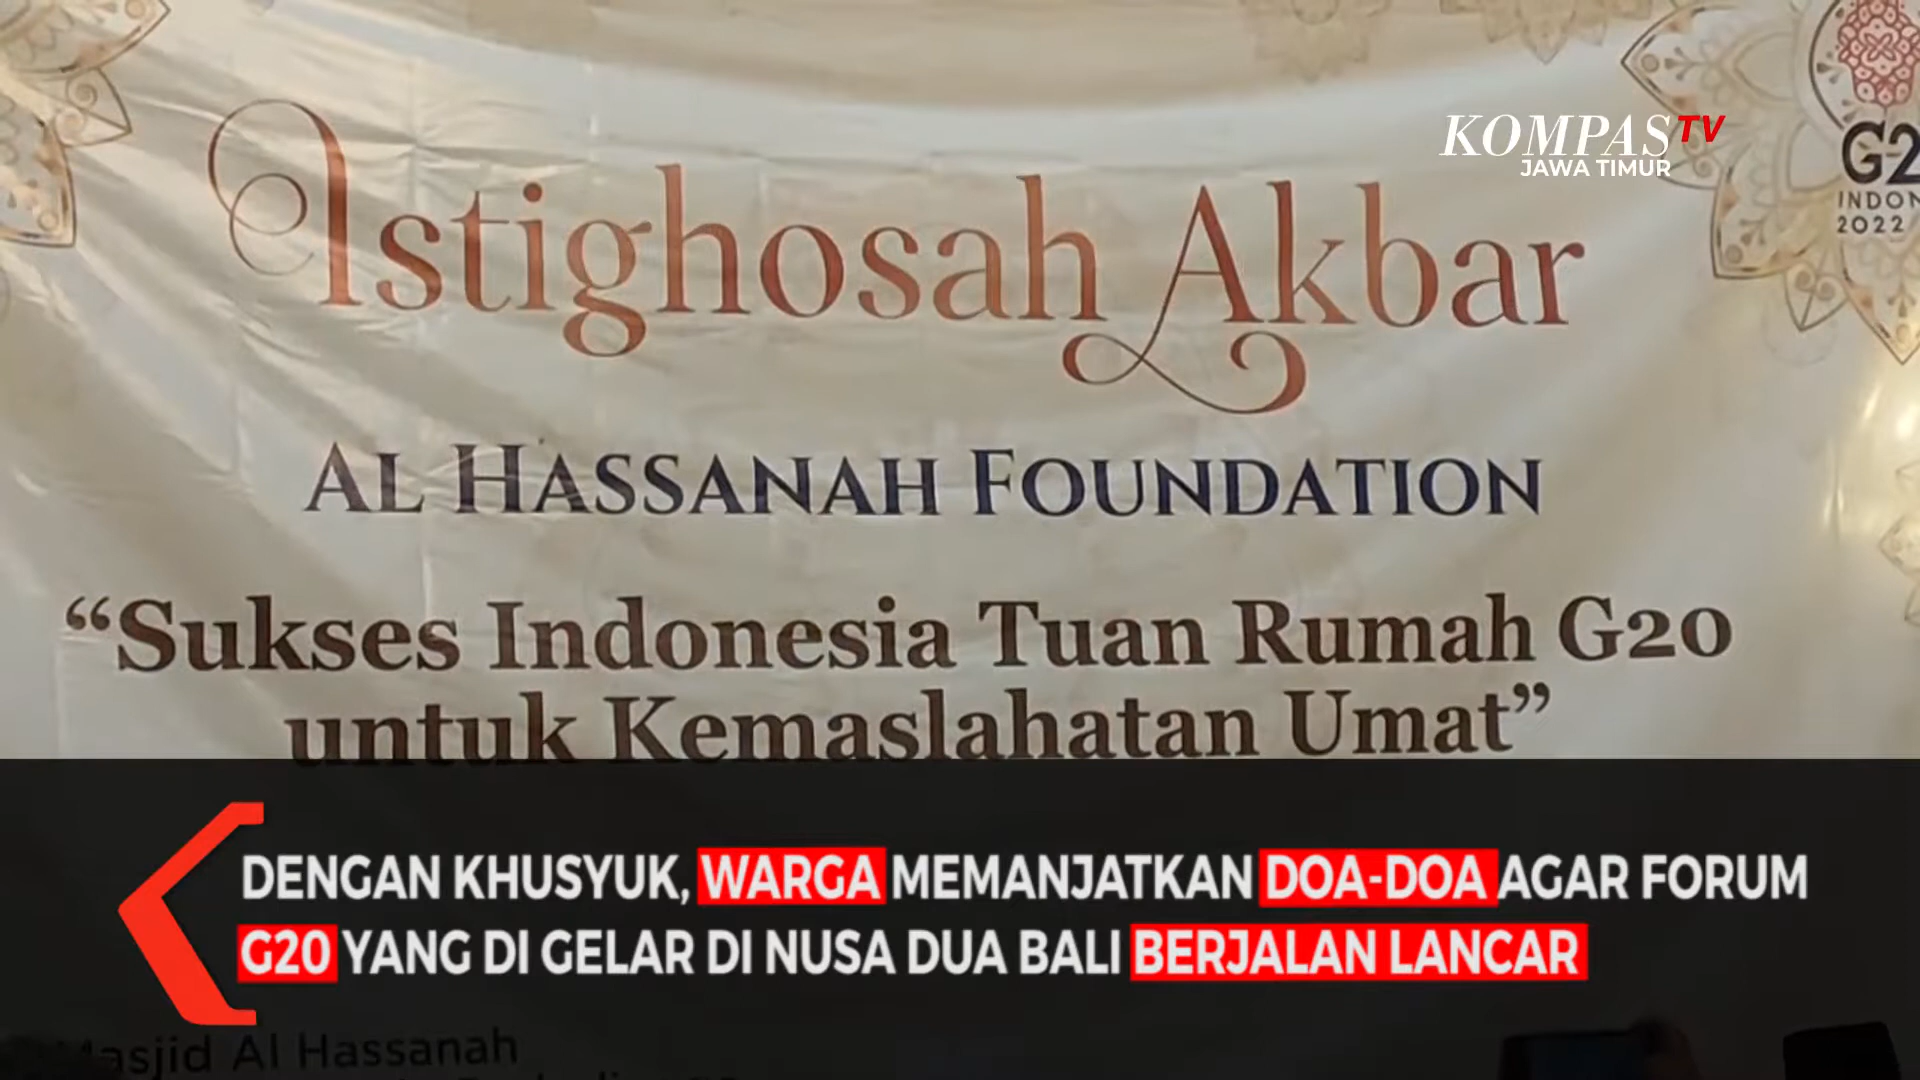 KOMPAS TV
JAWA TIMUR
INDON
2022
Istighosah Akbar
AL HASSANAH FOUNDATION
“Sukses Indonesia Tuan Rumah G20
untuk Kemaslahatan Umat”
DENGAN KHUSYUK, WARGA MEMANJATKAN DOA-DOA AGAR FORUM
G20 YANG DI GELAR DI NUSA DUA BALI BERJALAN LANCAR
Masjid Al Hassanah